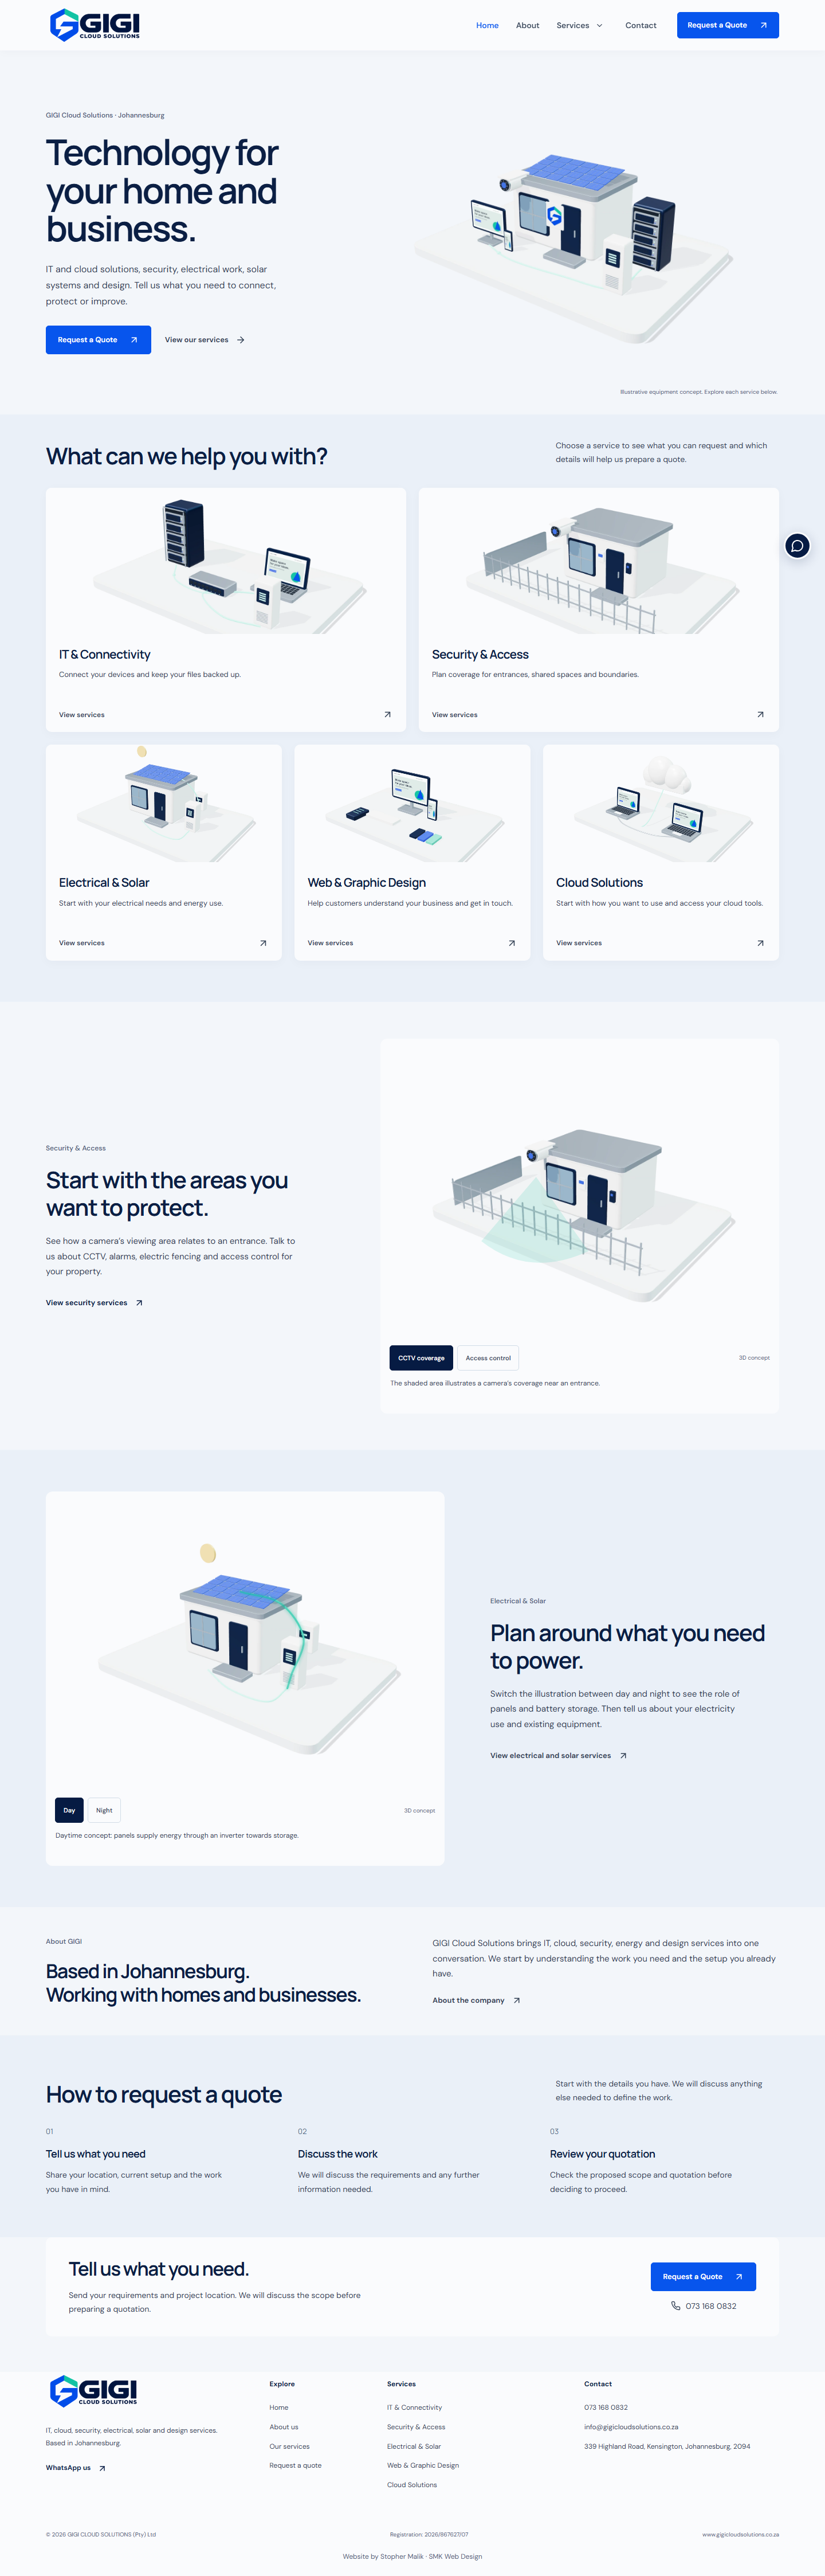 GIGI
CLOUD SOLUTIONS
Home
About
Services
Contact
Request a Quote
GIGI Cloud Solutions · Johannesburg
Technology for
your home and
business.
IT and cloud solutions, security, electrical work, solar
systems and design. Tell us what you need to connect,
protect or improve.
Request a Quote
View our services
Illustrative equipment concept. Explore each service below.
What can we help you with?
Choose a service to see what you can request and which
details will help us prepare a quote.
IT & Connectivity
Connect your devices and keep your files backed up.
View services
Security & Access
Plan coverage for entrances, shared spaces and boundaries.
View services
Electrical & Solar
Start with your electrical needs and energy use.
View services
Web & Graphic Design
Help customers understand your business and get in touch.
View services
Cloud Solutions
Start with how you want to use and access your cloud tools.
View services
Security & Access
Start with the areas you
want to protect.
See how a camera's viewing area relates to an entrance. Talk to
us about CCTV, alarms, electric fencing and access control for
your property.
View security services
CCTV coverage
Access control
3D concept
The shaded area illustrates a camera's coverage near an entrance.
Day
Night
3D concept
Daytime concept: panels supply energy through an inverter towards storage.
Electrical & Solar
Plan around what you need
to power.
Switch the illustration between day and night to see the role of
panels and battery storage. Then tell us about your electricity
use and existing equipment.
View electrical and solar services
About GIGI
Based in Johannesburg.
Working with homes and businesses.
GIGI Cloud Solutions brings IT, cloud, security, energy and design services into one
conversation. We start by understanding the work you need and the setup you already
have.
About the company
How to request a quote
Start with the details you have. We will discuss anything
else needed to define the work.
01
Tell us what you need
Share your location, current setup and the work
you have in mind.
02
Discuss the work
We will discuss the requirements and any further
information needed.
03
Review your quotation
Check the proposed scope and quotation before
deciding to proceed.
Tell us what you need.
Send your requirements and project location. We will discuss the scope before
preparing a quotation.
Request a Quote
073 168 0832
GIGI
CLOUD SOLUTIONS
IT, cloud, security, electrical, solar and design services.
Based in Johannesburg.
WhatsApp us
Explore
Home
About us
Our services
Request a quote
Services
IT & Connectivity
Security & Access
Electrical & Solar
Web & Graphic Design
Cloud Solutions
Contact
073 168 0832
info@gigicloudsolutions.co.za
339 Highland Road, Kensington, Johannesburg, 2094
© 2026 GIGI CLOUD SOLUTIONS (Pty) Ltd
Registration: 2026/867627/07
www.gigicloudsolutions.co.za
Website by Stopher Malik · SMK Web Design